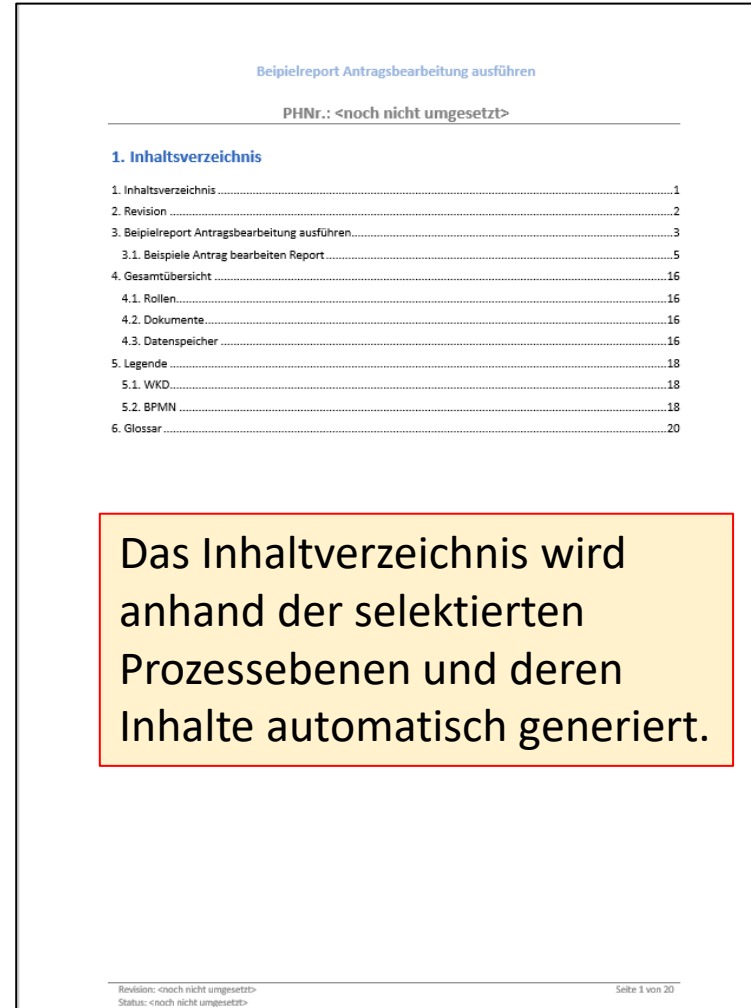 Beipielreport Antragsbearbeitung ausführen
PHNr.: <noch nicht umgesetzt>
1. Inhaltsverzeichnis
1. Inhaltsverzeichnis 1
2. Revision 2
3. Beipielreport Antragsbearbeitung ausführen 3
3.1. Beispiele Antrag bearbeiten Report 5
4. Gesamtübersicht 16
4.1. Rollen 16
4.2. Dokumente 16
4.3. Datenspeicher 16
5. Legende 18
5.1. WKD 18
5.2. BPMN 18
6. Glossar 20
Das Inhaltverzeichnis wird
anhand der selektierten
Prozessebenen und deren
Inhalte automatisch generiert.
Revision: <noch nicht umgesetzt> Seite 1 von 20
Status: <noch nicht umgesetzt>